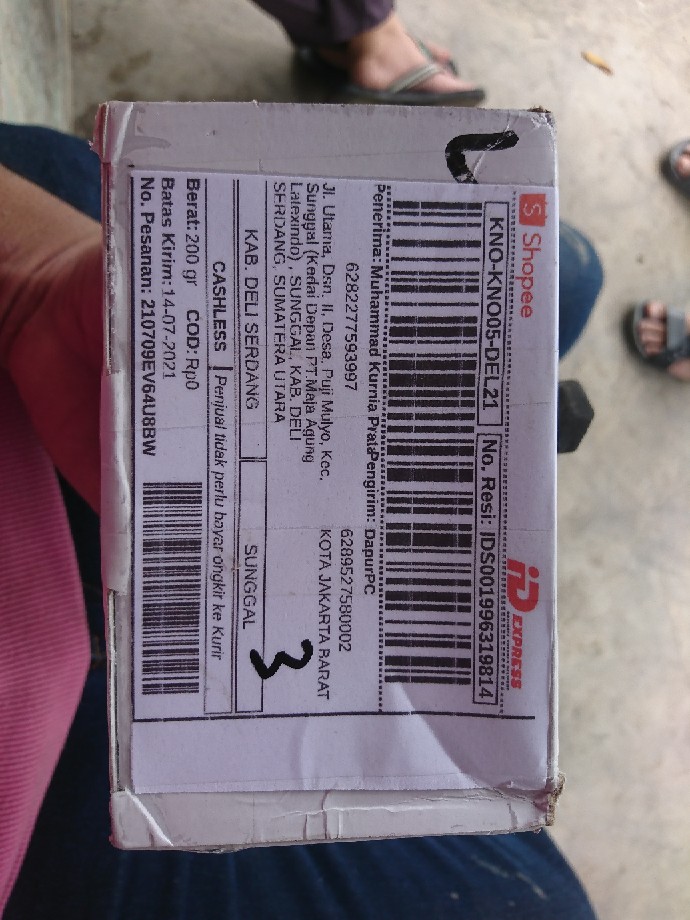 Shopee
iD EXPRESS
KNO-KNO05-DEL21
No. Resi: IDS001996319814
Penerima: Muhammad Kurnia Prata
6282277593997
Jl. Utama, Dsn. II, Desa. Puji Mulyo, Kec.
Sunggal (Kedai Depan PT.Maja Agung
Latexindo) , SUNGGAL, KAB. DELI
SERDANG, SUMATERA UTARA
Pengirim: DapurPC
6289527580002
KOTA JAKARTA BARAT
KAB. DELI SERDANG
SUNGGAL
3
CASHLESS
Penjual tidak perlu bayar ongkir ke Kurir
Berat: 200 gr COD: Rp0
Batas Kirim: 14-07-2021
No. Pesanan: 210709EV64U8BW